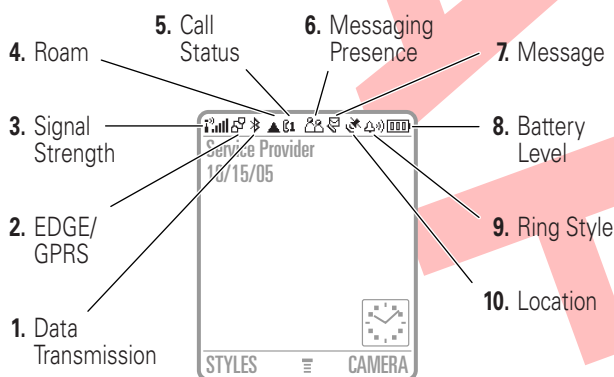 5. Call
Status
6. Messaging
Presence
4. Roam
7. Message
3. Signal
Strength
8. Battery
Level
Service Provider
10/15/05
2. EDGE/
GPRS
9. Ring Style
10. Location
1. Data
Transmission
STYLES
CAMERA